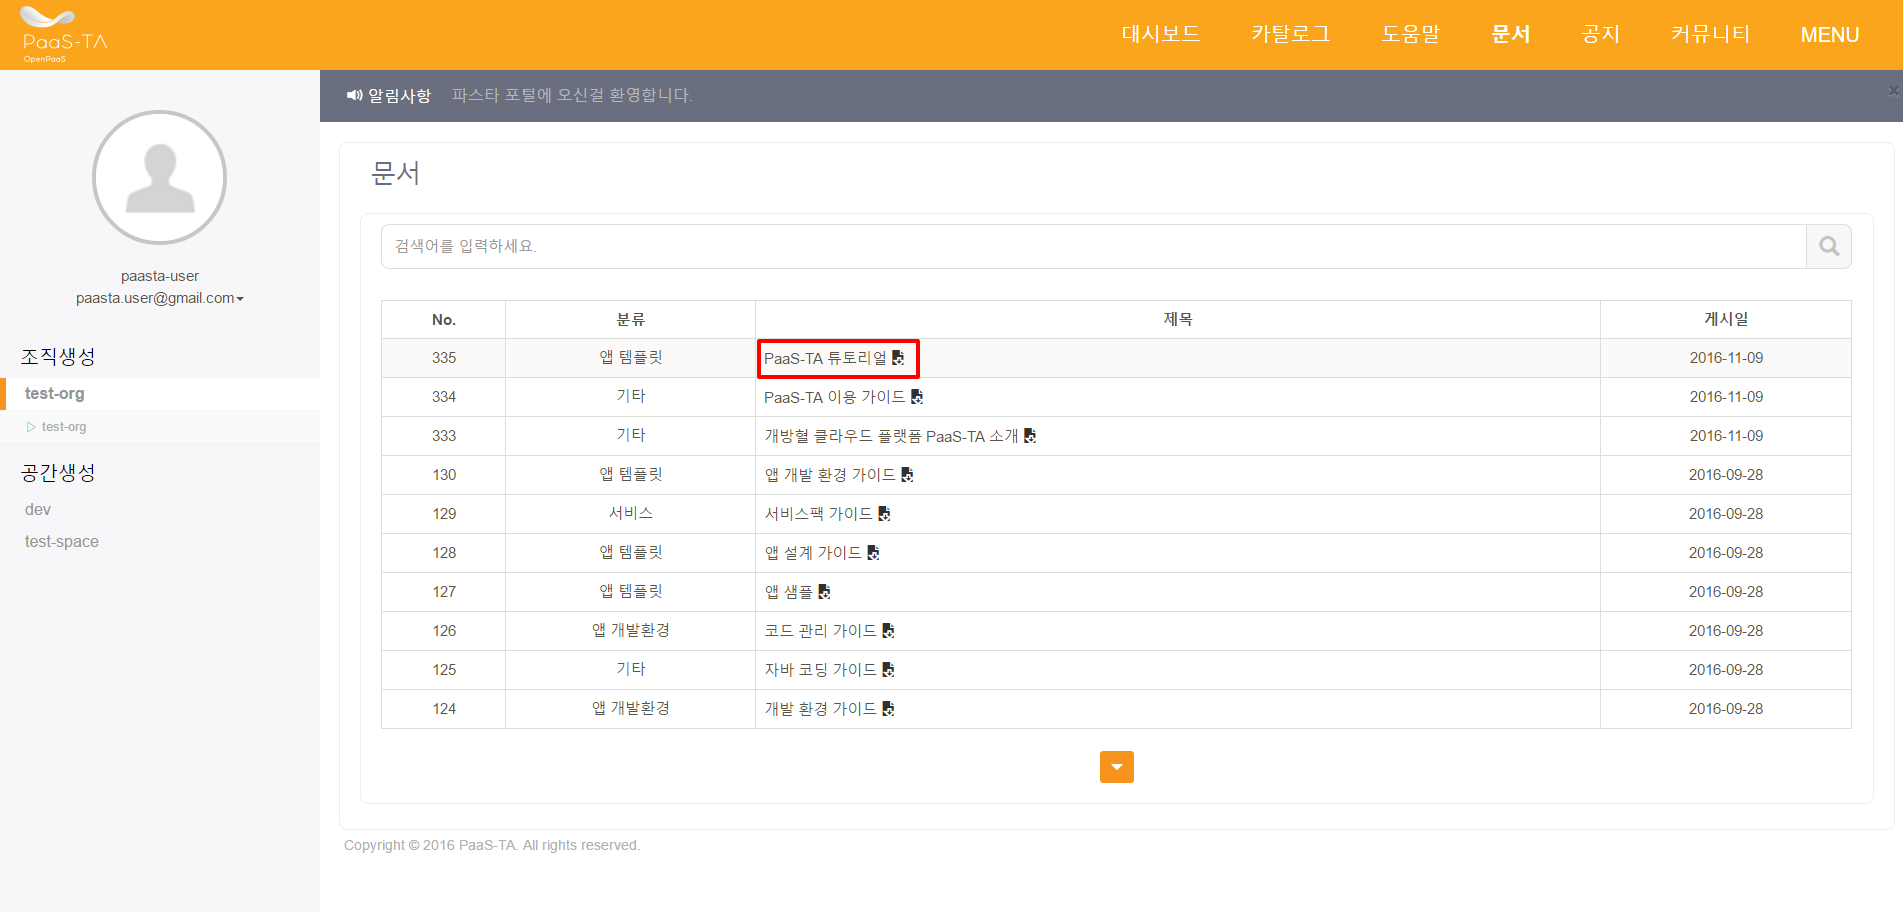 PaaS-TA
OpenPaaS
대시보드 카탈로그 도움말 문서 공지 커뮤니티 MENU
알림사항 파스타 포털에 오신걸 환영합니다.
×
paasta-user
paasta.user@gmail.com
조직생성
test-org
test-org
공간생성
dev
test-space
문서
검색어를 입력하세요.
No. 분류 제목 게시일
335 앱 템플릿 PaaS-TA 튜토리얼 2016-11-09
334 기타 PaaS-TA 이용 가이드 2016-11-09
333 기타 개방형 클라우드 플랫폼 PaaS-TA 소개 2016-11-09
130 앱 템플릿 앱 개발 환경 가이드 2016-09-28
129 서비스 서비스팩 가이드 2016-09-28
128 앱 템플릿 앱 설계 가이드 2016-09-28
127 앱 템플릿 앱 샘플 2016-09-28
126 앱 개발환경 코드 관리 가이드 2016-09-28
125 기타 자바 코딩 가이드 2016-09-28
124 앱 개발환경 개발 환경 가이드 2016-09-28
Copyright © 2016 PaaS-TA. All rights reserved.